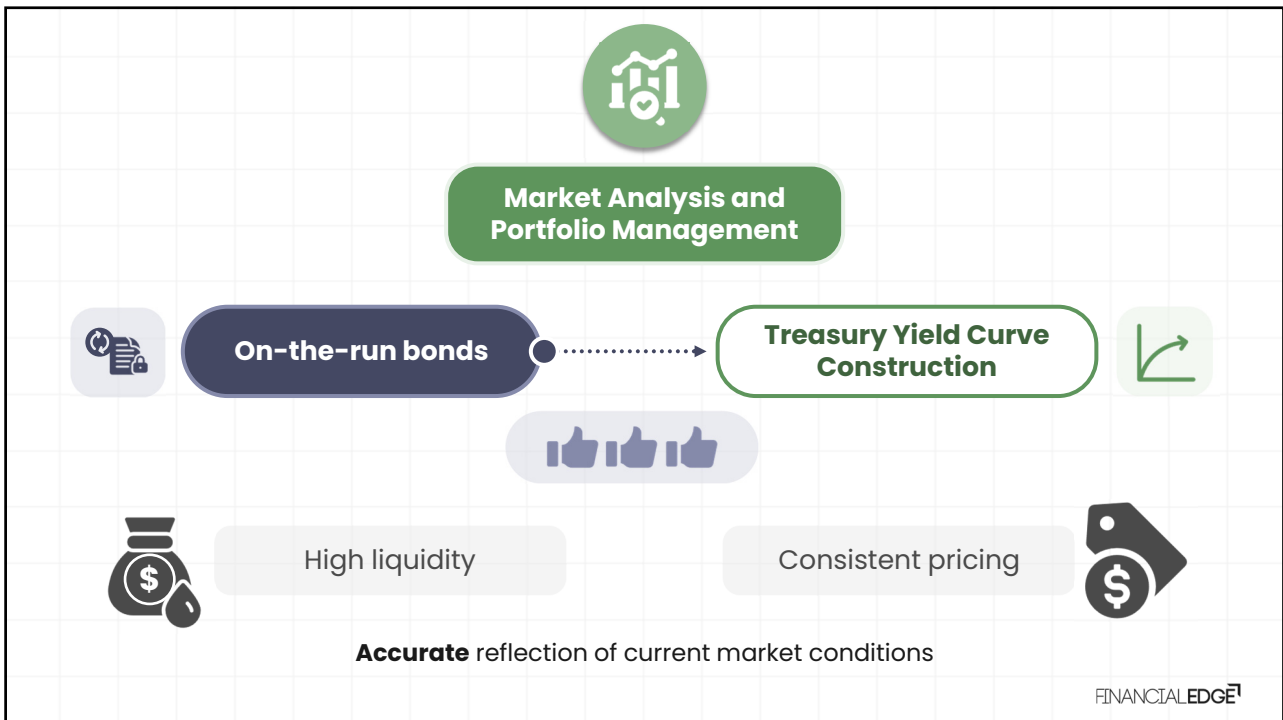 Market Analysis and
Portfolio Management
On-the-run bonds
Treasury Yield Curve
Construction
$
High liquidity
Consistent pricing
$
Accurate reflection of current market conditions
FINANCIALEDGE